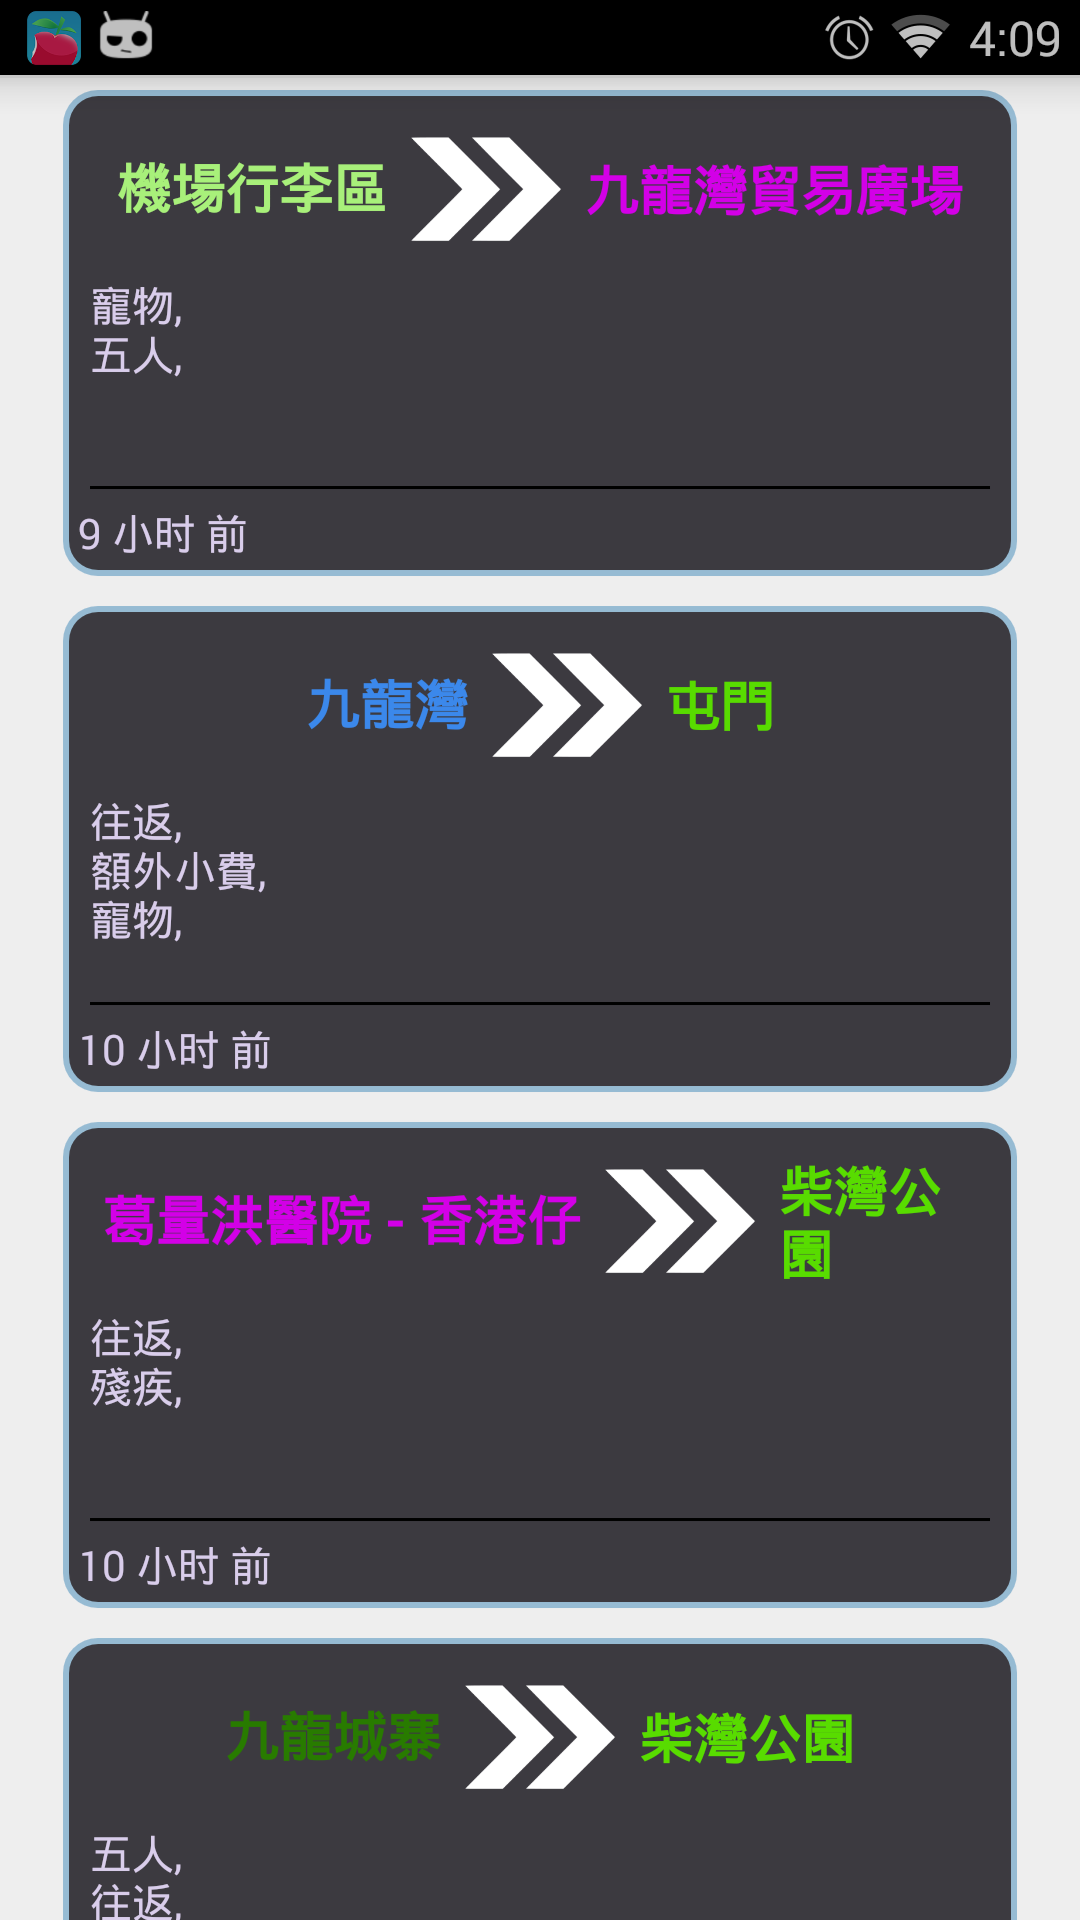 4:09
機場行李區 九龍灣貿易廣場
寵物,
五人,
9 小时 前
九龍灣 屯門
往返,
額外小費,
寵物,
10 小时 前
葛量洪醫院 - 香港仔 柴灣公
園
往返,
殘疾,
10 小时 前
九龍城寨 柴灣公園
五人,
往返,